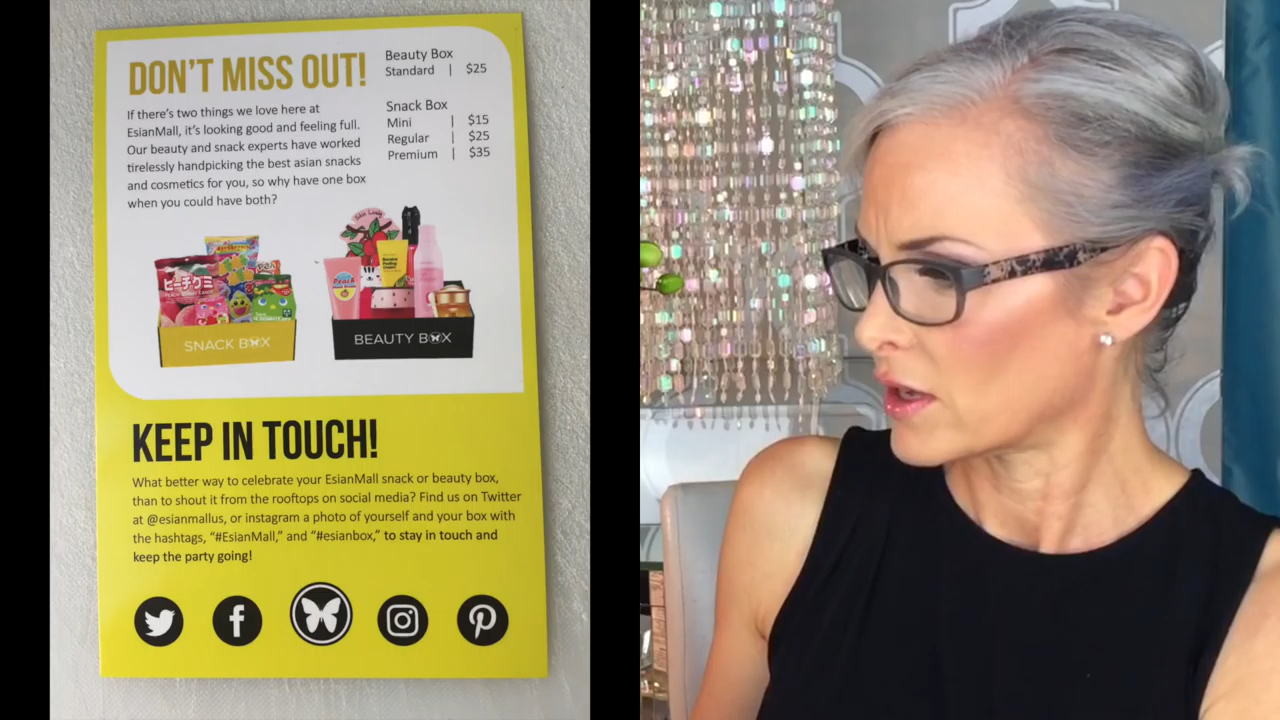 DON'T MISS OUT!
If there's two things we love here at
EsianMall, it's looking good and feeling full.
Our beauty and snack experts have worked
tirelessly handpicking the best asian snacks
and cosmetics for you, so why have one box
when you could have both?
Beauty Box
Standard | $25
Snack Box
Mini | $15
Regular | $25
Premium | $35
ピーチグミ
SNACK BOX
Peach
BEAUTY BOX
KEEP IN TOUCH!
What better way to celebrate your EsianMall snack or beauty box,
than to shout it from the rooftops on social media? Find us on Twitter
at @esianmallus, or instagram a photo of yourself and your box with
the hashtags, “#EsianMall,” and “#esianbox,” to stay in touch and
keep the party going!